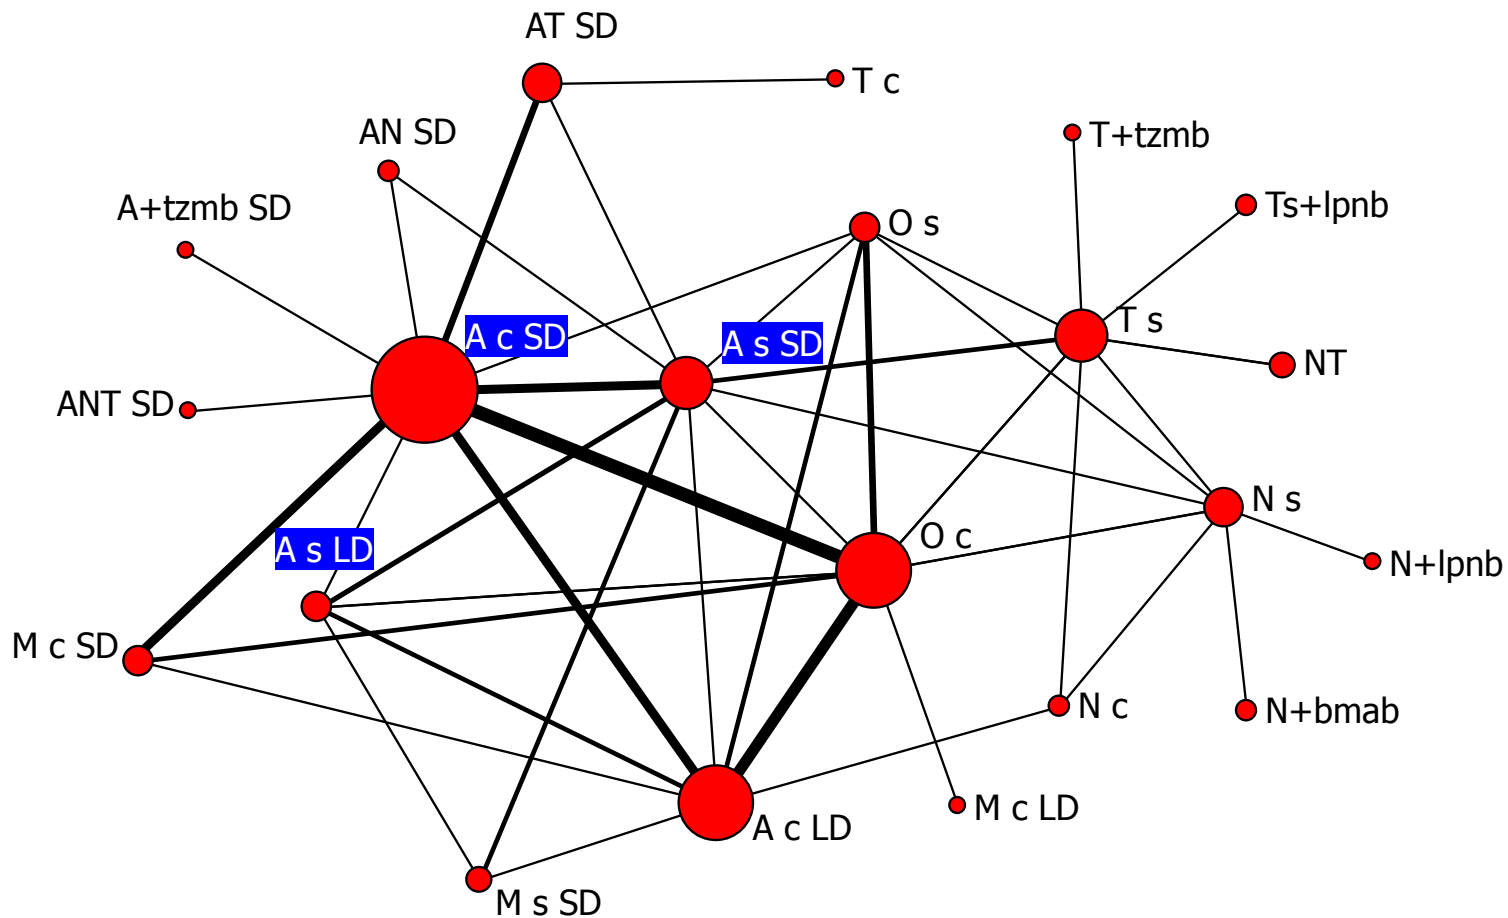 AT SD
T c
AN SD
T+tzmb
A+tzmb SD
Ts+lpnb
O s
T s
A c SD
A s SD
NT
ANT SD
N s
O c
A s LD
N+lpnb
M c SD
N c
N+bmab
M c LD
A c LD
M s SD